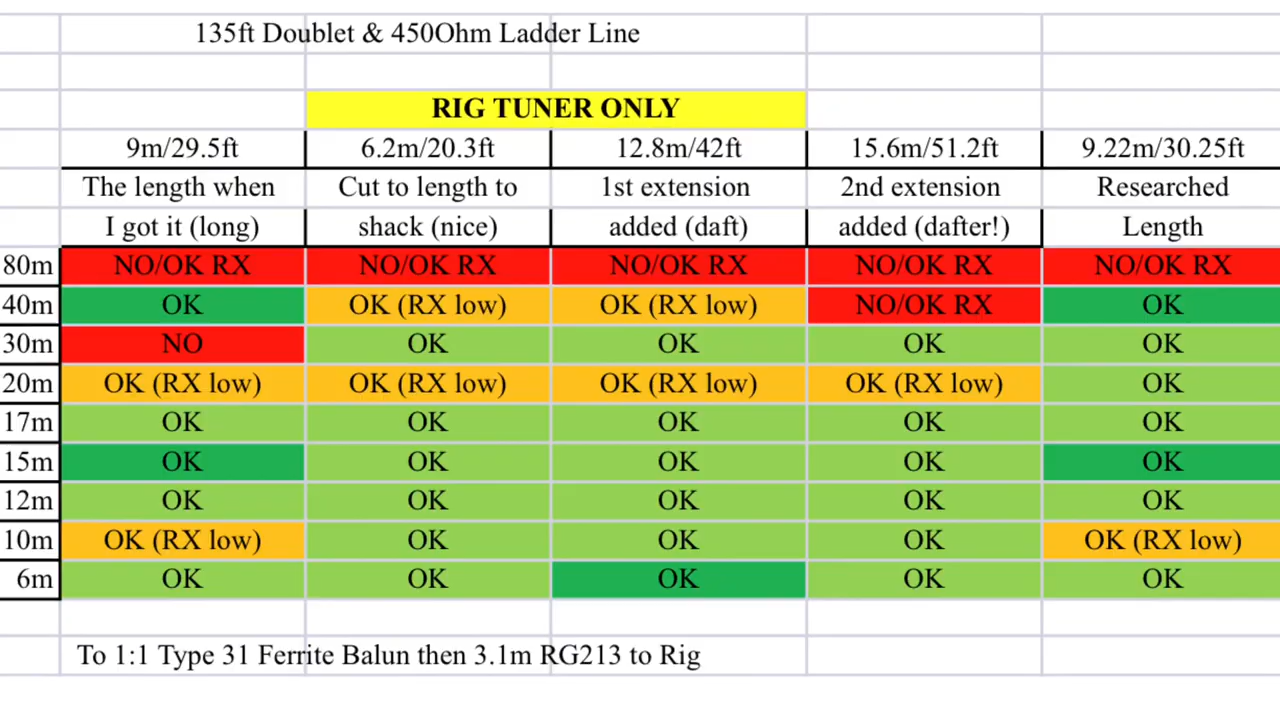 135ft Doublet & 450Ohm Ladder Line
RIG TUNER ONLY
9m/29.5ft 6.2m/20.3ft 12.8m/42ft 15.6m/51.2ft 9.22m/30.25ft
The length when Cut to length to 1st extension 2nd extension Researched
I got it (long) shack (nice) added (daft) added (dafter!) Length
80m NO/OK RX NO/OK RX NO/OK RX NO/OK RX NO/OK RX
40m OK OK (RX low) OK (RX low) NO/OK RX OK
30m NO OK OK OK OK
20m OK (RX low) OK (RX low) OK (RX low) OK (RX low) OK
17m OK OK OK OK OK
15m OK OK OK OK OK
12m OK OK OK OK OK
10m OK (RX low) OK OK OK OK (RX low)
6m OK OK OK OK OK
To 1:1 Type 31 Ferrite Balun then 3.1m RG213 to Rig